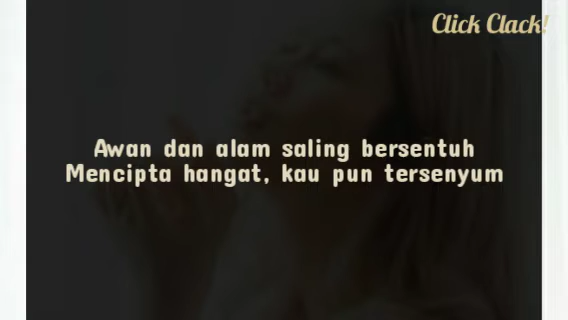 Click Clack!
Awan dan alam saling bersentuh
Mencipta hangat, kau pun tersenyum